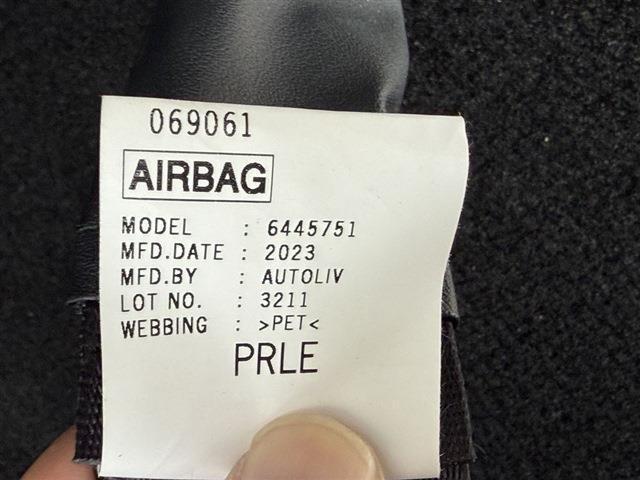 069061
AIRBAG
MODEL : 6445751
MFD.DATE : 2023
MFD.BY : AUTOLIV
LOT NO. : 3211
WEBBING : >PET<
PRLE